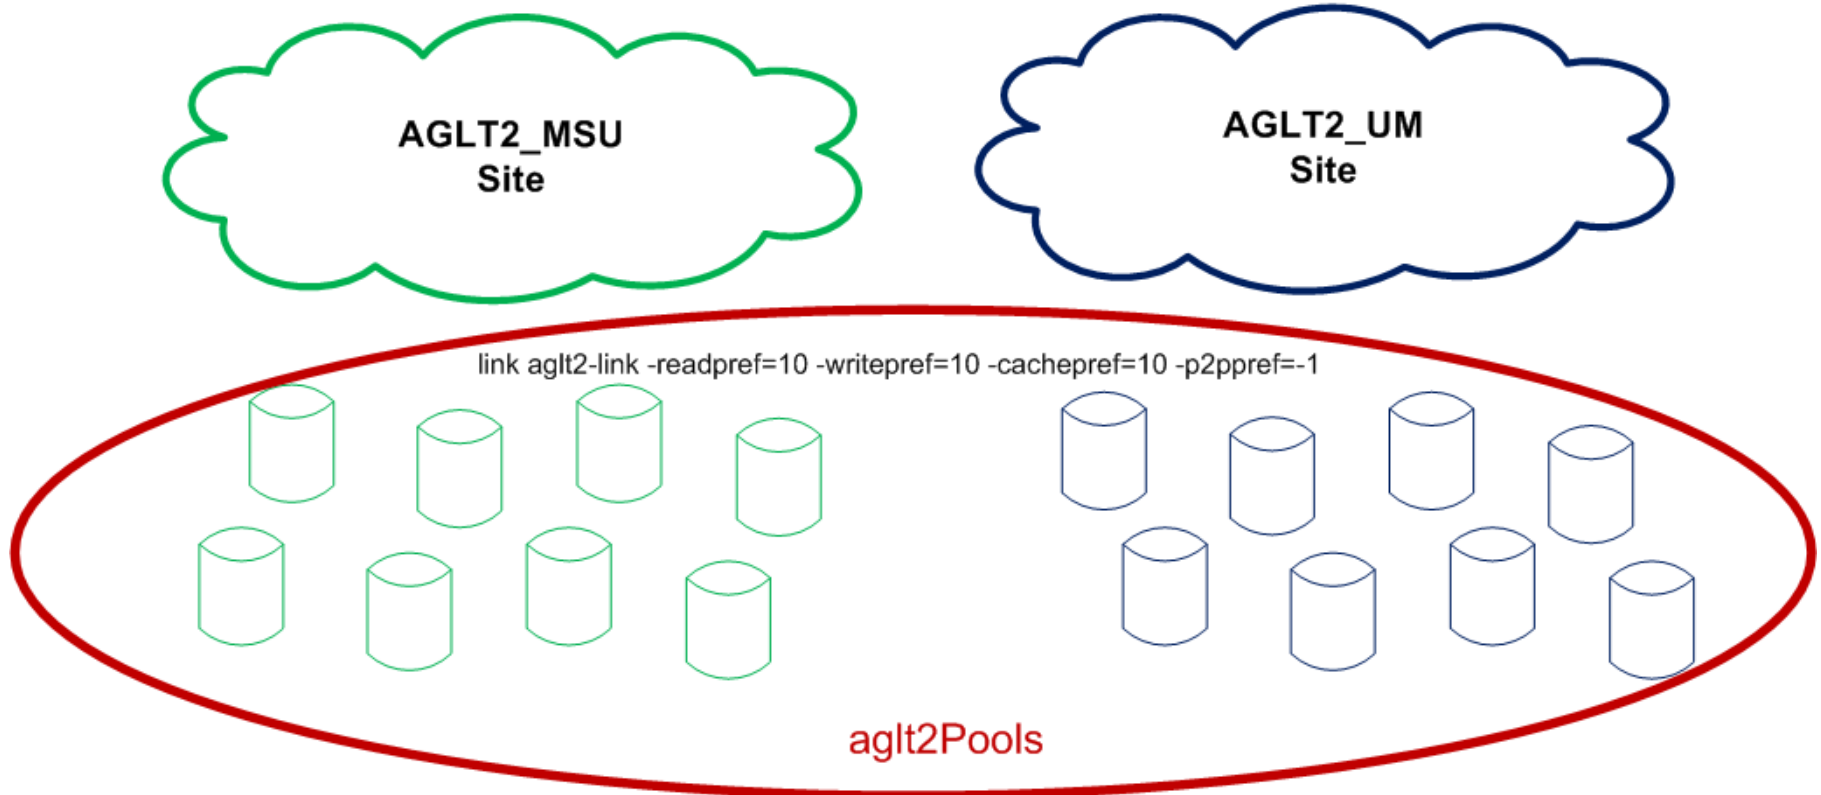 AGLT2_MSU
Site
AGLT2_UM
Site
link aglt2-link -readpref=10 -writepref=10 -cachepref=10 -p2ppref=-1
aglt2Pools